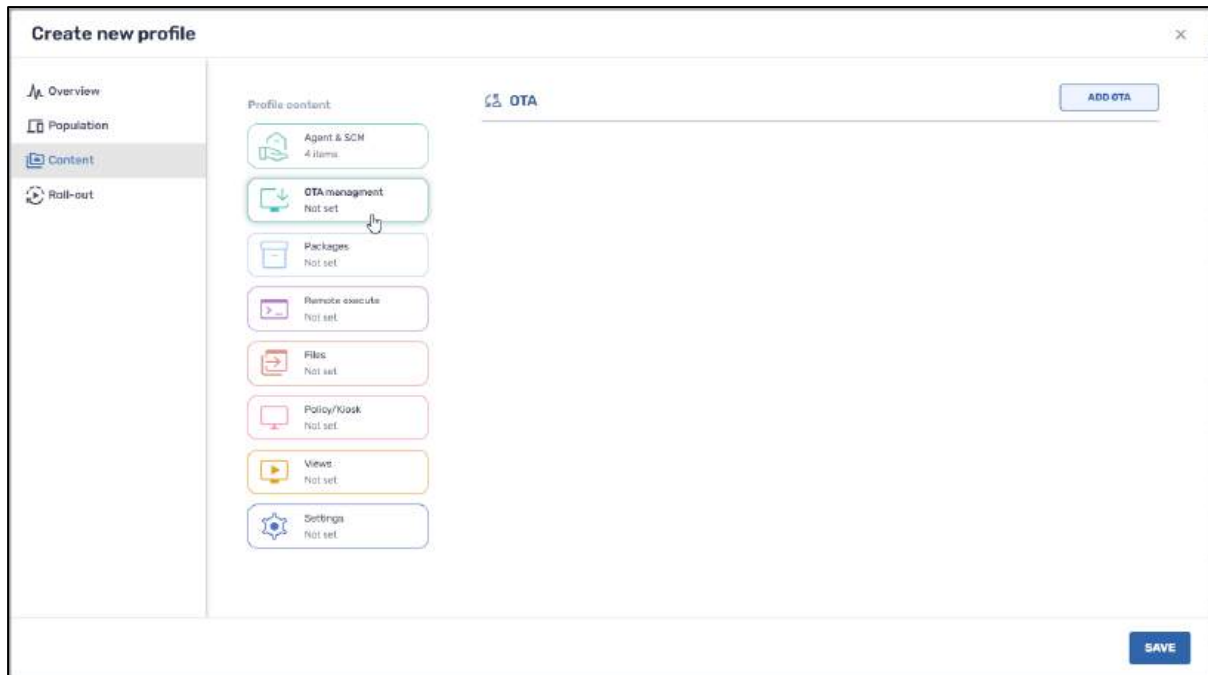 Create new profile
Overview
Population
Content
Roll-out
Profile content
Agent & SCM
4 items
OTA managment
Not set
Packages
Not set
Remote execute
Not set
Files
Not set
Policy/Kiosk
Not set
Views
Not set
Settings
Not set
OTA
ADD OTA
SAVE